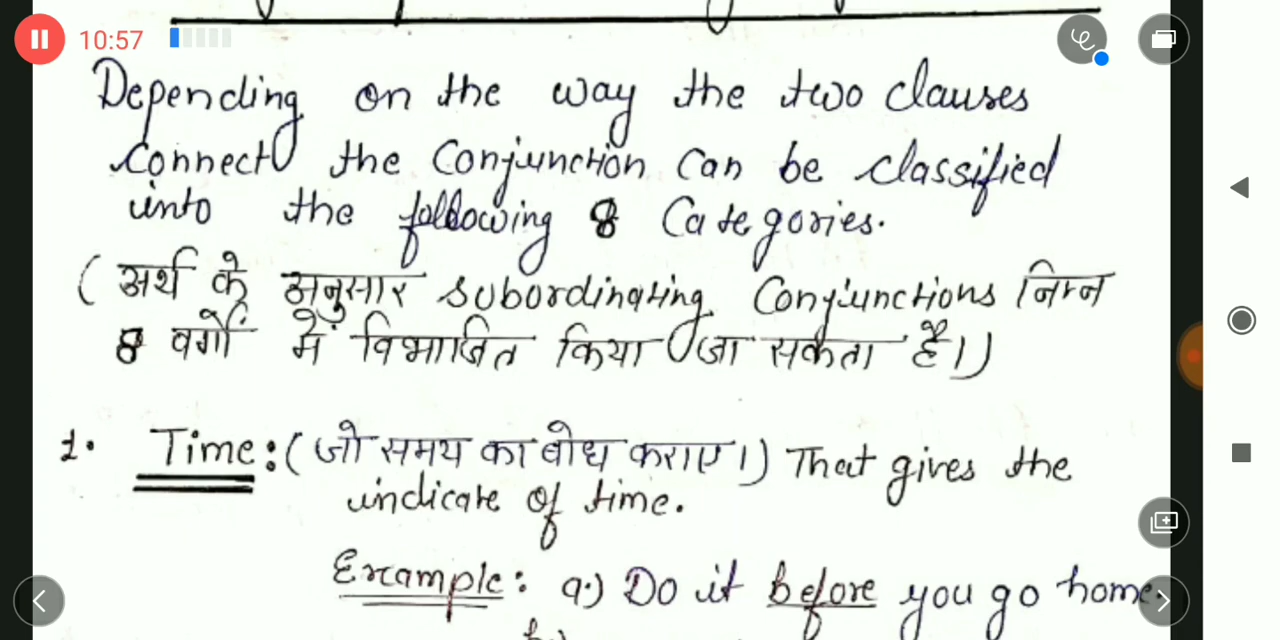 10:57
Depending on the way the two clauses
connect the Conjunction Can be classified
into the following 8 Categories.
(अर्थ के अनुसार Subordinating Conjunctions निम्न
8 वर्गों में विभाजित किया जा सकता है।)
1. Time: (जो समय का बोध कराए।) That gives the
indicate of time.
Example: a.) Do it before you go home.